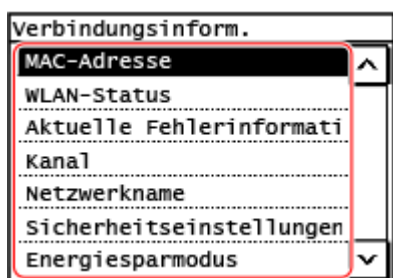 Verbindungsinform.
MAC-Adresse
WLAN-Status
Aktuelle Fehlerinformati
Kanal
Netzwerkname
Sicherheitseinstellungen
Energiesparmodus